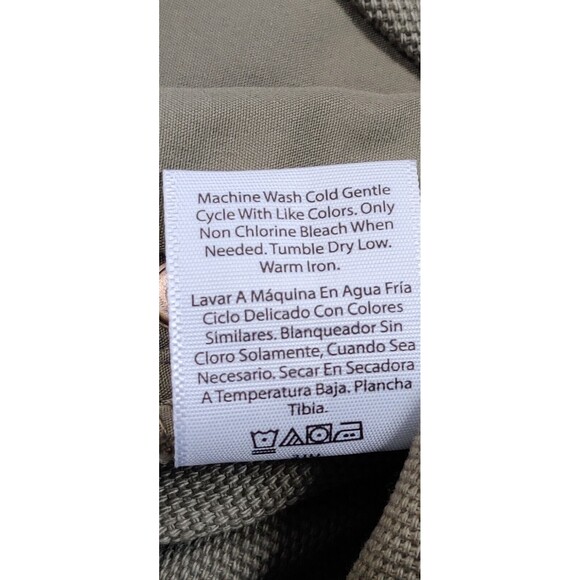 Machine Wash Cold Gentle
Cycle With Like Colors. Only
Non Chlorine Bleach When
Needed. Tumble Dry Low.
Warm Iron.
Lavar A Máquina En Agua Fría
Ciclo Delicado Con Colores
Similares. Blanqueador Sin
Cloro Solamente, Cuando Sea
Necesario. Secar En Secadora
A Temperatura Baja. Plancha
Tibia.